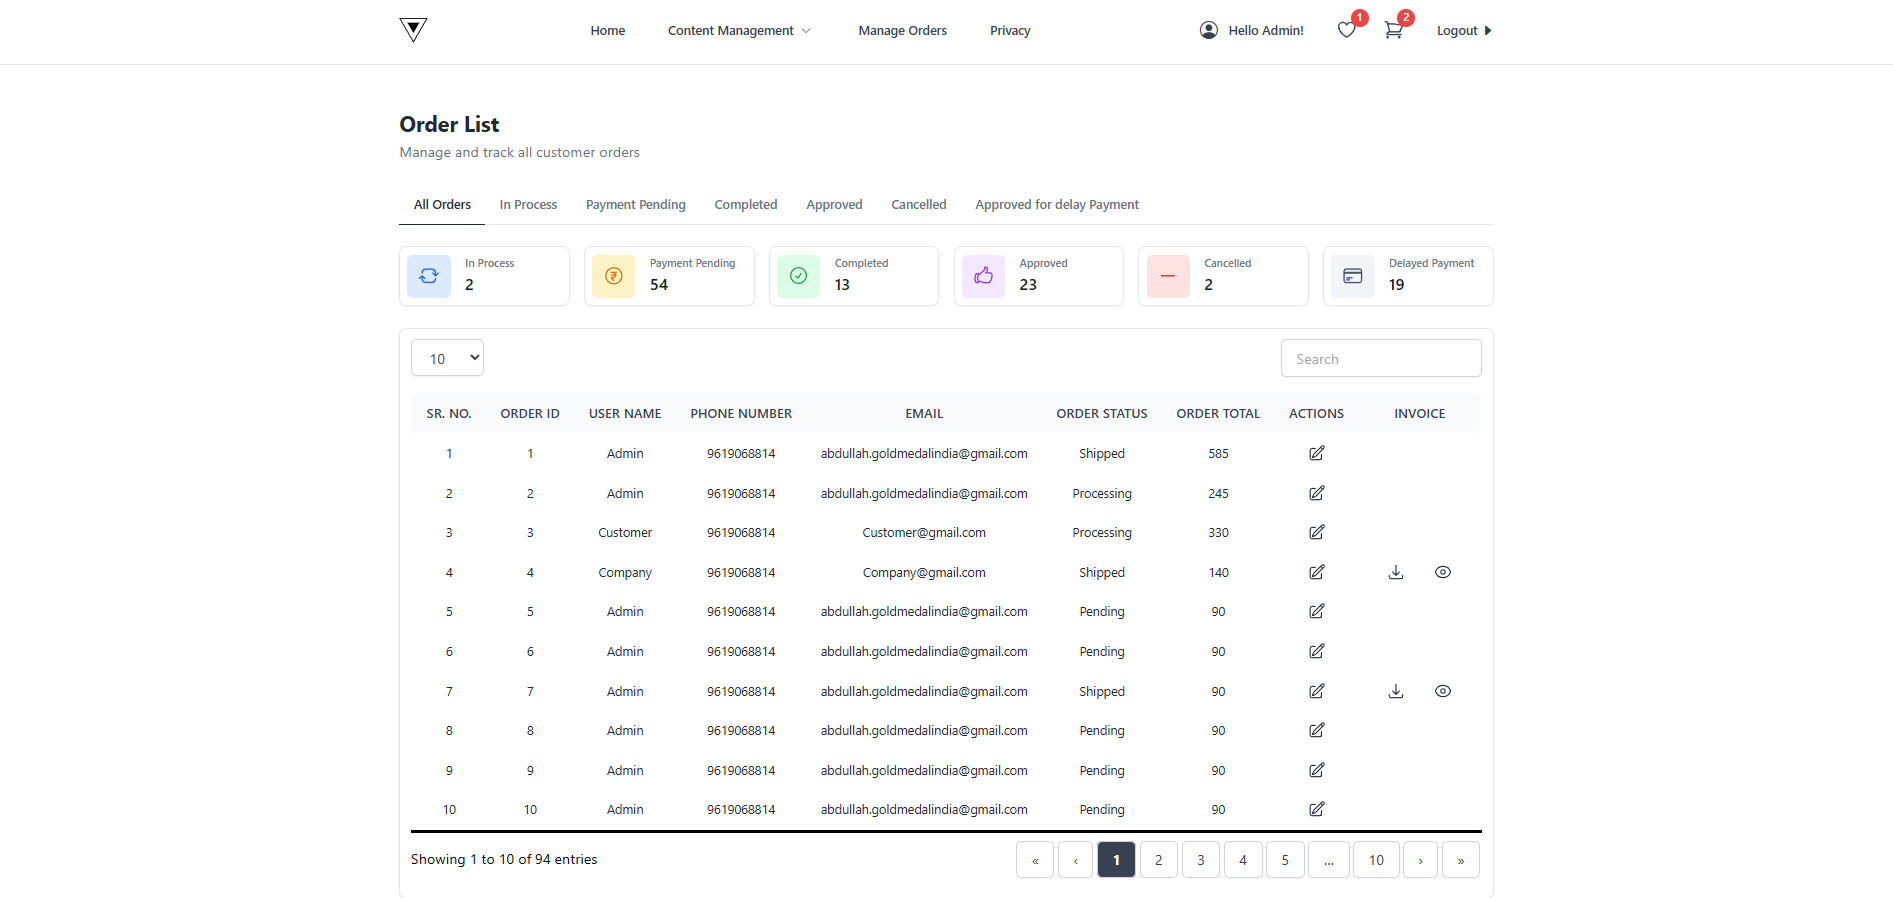 Home Content Management Manage Orders Privacy Hello Admin! 1 2 Logout
Order List
Manage and track all customer orders
All Orders In Process Payment Pending Completed Approved Cancelled Approved for delay Payment
In Process Payment Pending Completed Approved Cancelled Delayed Payment
2 54 13 23 2 19
10 Search
SR. NO. ORDER ID USER NAME PHONE NUMBER EMAIL ORDER STATUS ORDER TOTAL ACTIONS INVOICE
1 1 Admin 9619068814 abdullah.goldmedalindia@gmail.com Shipped 585
2 2 Admin 9619068814 abdullah.goldmedalindia@gmail.com Processing 245
3 3 Customer 9619068814 Customer@gmail.com Processing 330
4 4 Company 9619068814 Company@gmail.com Shipped 140
5 5 Admin 9619068814 abdullah.goldmedalindia@gmail.com Pending 90
6 6 Admin 9619068814 abdullah.goldmedalindia@gmail.com Pending 90
7 7 Admin 9619068814 abdullah.goldmedalindia@gmail.com Shipped 90
8 8 Admin 9619068814 abdullah.goldmedalindia@gmail.com Pending 90
9 9 Admin 9619068814 abdullah.goldmedalindia@gmail.com Pending 90
10 10 Admin 9619068814 abdullah.goldmedalindia@gmail.com Pending 90
Showing 1 to 10 of 94 entries « ‹ 1 2 3 4 5 ... 10 › »